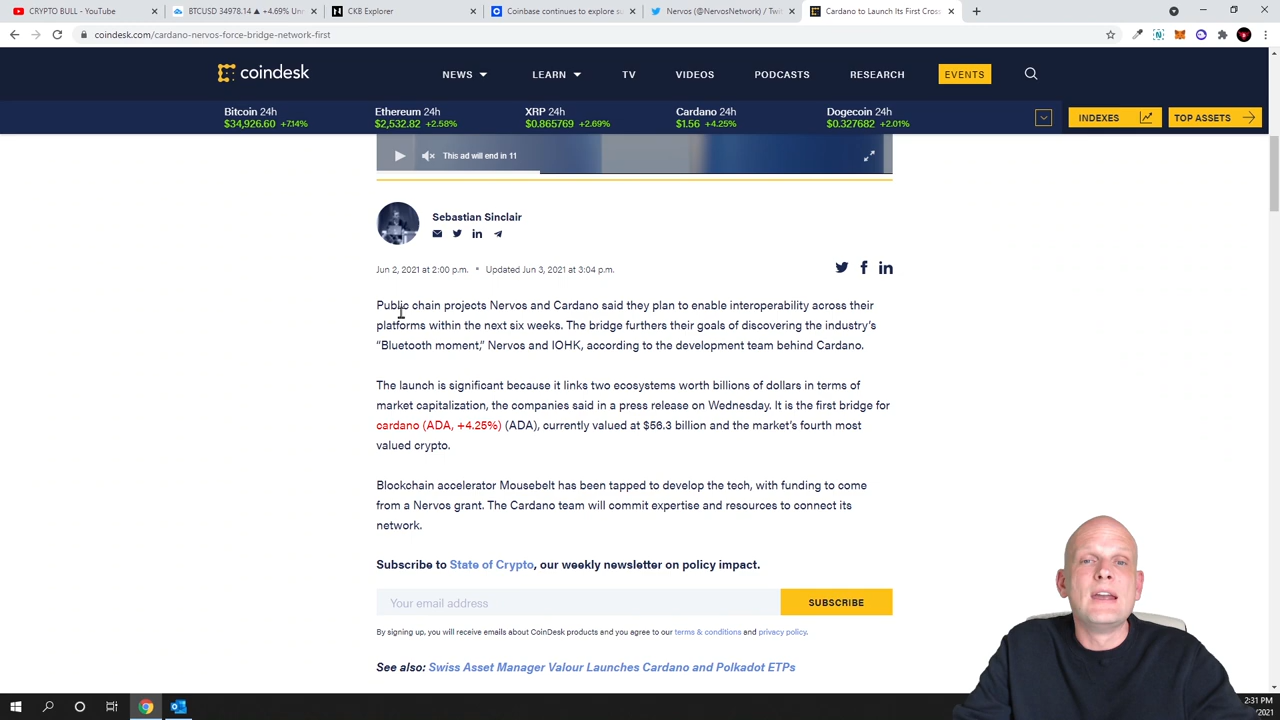 CRYPTO BULL - YouTube
BTCUSD 34978.14 ▲ +4.69% Unn
CKB Explorer
Coinbase continues to explore su
Nervos (@NervosNetwork) / Twit
Cardano to Launch Its First Cross
coindesk.com/cardano-nervos-force-bridge-network-first
coindesk
NEWS
LEARN
TV
VIDEOS
PODCASTS
RESEARCH
EVENTS
Bitcoin 24h
$34,926.60 +7.14%
Ethereum 24h
$2,532.82 +2.58%
XRP 24h
$0.865769 +2.69%
Cardano 24h
$1.56 +4.25%
Dogecoin 24h
$0.327682 +2.01%
INDEXES
TOP ASSETS
This ad will end in 11
Sebastian Sinclair
Jun 2, 2021 at 2:00 p.m. • Updated Jun 3, 2021 at 3:04 p.m.
Public chain projects Nervos and Cardano said they plan to enable interoperability across their
platforms within the next six weeks. The bridge furthers their goals of discovering the industry's
“Bluetooth moment,” Nervos and IOHK, according to the development team behind Cardano.
The launch is significant because it links two ecosystems worth billions of dollars in terms of
market capitalization, the companies said in a press release on Wednesday. It is the first bridge for
cardano (ADA, +4.25%) (ADA), currently valued at $56.3 billion and the market's fourth most
valued crypto.
Blockchain accelerator Mousebelt has been tapped to develop the tech, with funding to come
from a Nervos grant. The Cardano team will commit expertise and resources to connect its
network.
Subscribe to State of Crypto, our weekly newsletter on policy impact.
Your email address
SUBSCRIBE
By signing up, you will receive emails about CoinDesk products and you agree to our terms & conditions and privacy policy.
See also: Swiss Asset Manager Valour Launches Cardano and Polkadot ETPs
2:31 PM
/2021